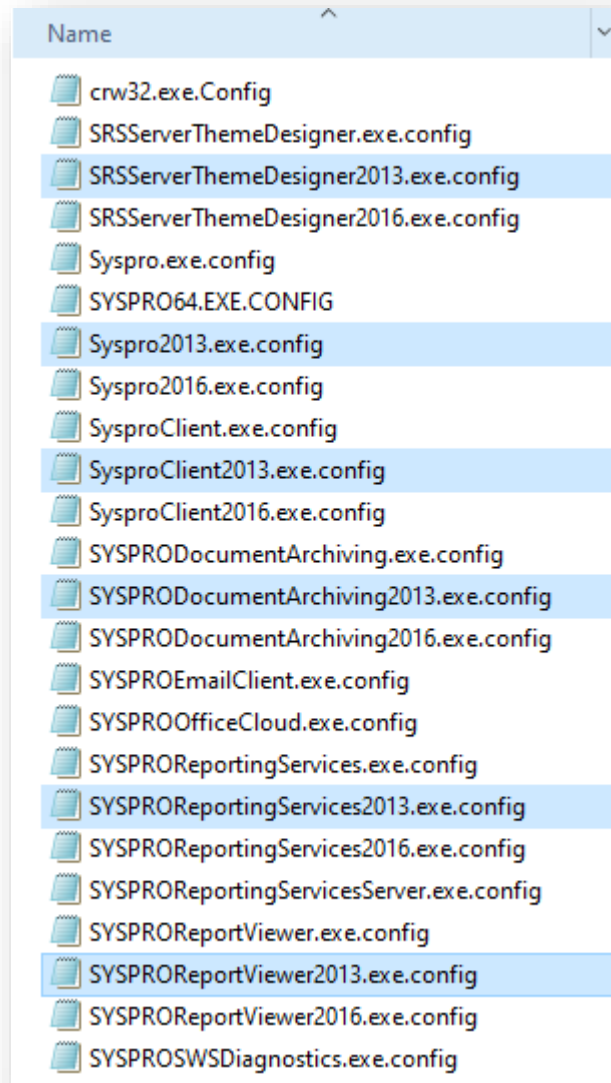 Name
crw32.exe.Config
SRSServerThemeDesigner.exe.config
SRSServerThemeDesigner2013.exe.config
SRSServerThemeDesigner2016.exe.config
Syspro.exe.config
SYSPRO64.EXE.CONFIG
Syspro2013.exe.config
Syspro2016.exe.config
SysproClient.exe.config
SysproClient2013.exe.config
SysproClient2016.exe.config
SYSPRODocumentArchiving.exe.config
SYSPRODocumentArchiving2013.exe.config
SYSPRODocumentArchiving2016.exe.config
SYSPROEmailClient.exe.config
SYSPROOfficeCloud.exe.config
SYSPROReportingServices.exe.config
SYSPROReportingServices2013.exe.config
SYSPROReportingServices2016.exe.config
SYSPROReportingServicesServer.exe.config
SYSPROReportViewer.exe.config
SYSPROReportViewer2013.exe.config
SYSPROReportViewer2016.exe.config
SYSPROSWSDiagnostics.exe.config